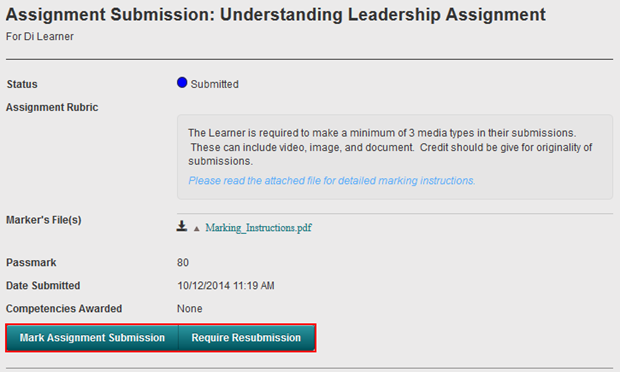 Assignment Submission: Understanding Leadership Assignment
For Di Learner
Status
Submitted
Assignment Rubric
The Learner is required to make a minimum of 3 media types in their submissions.
These can include video, image, and document. Credit should be give for originality of
submissions.
Please read the attached file for detailed marking instructions.
Marker's File(s)
Marking_Instructions.pdf
Passmark
80
Date Submitted
10/12/2014 11:19 AM
Competencies Awarded
None
Mark Assignment Submission
Require Resubmission